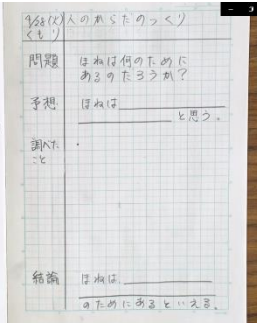 9/28(火) 人のからだのつくり
くもり
問題 ほねは何のために
あるのだろうか?
予想 ほねは
と思う。
調べた
こと
結論 ほねは、
のためにあるといえる。